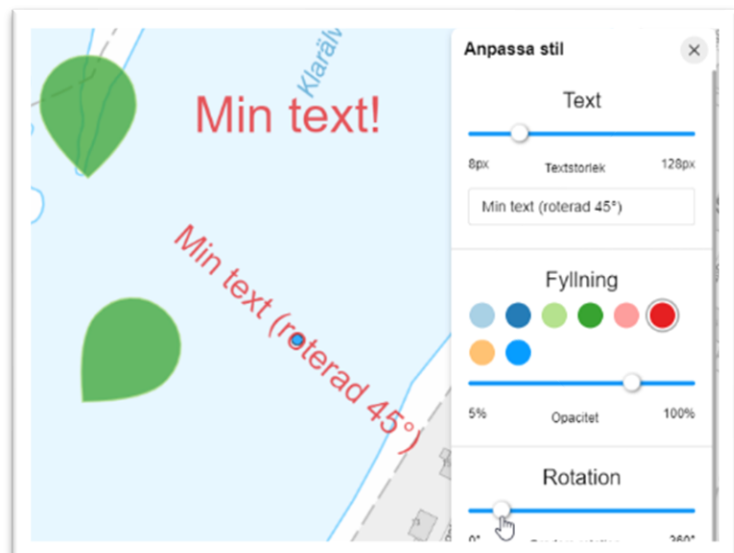 Klarälv
Min text!
Min text (roterad 45°)
Anpassa stil
Text
8px Textstorlek 128px
Min text (roterad 45°)
Fyllning
5% Opacitet 100%
Rotation
0° 360°